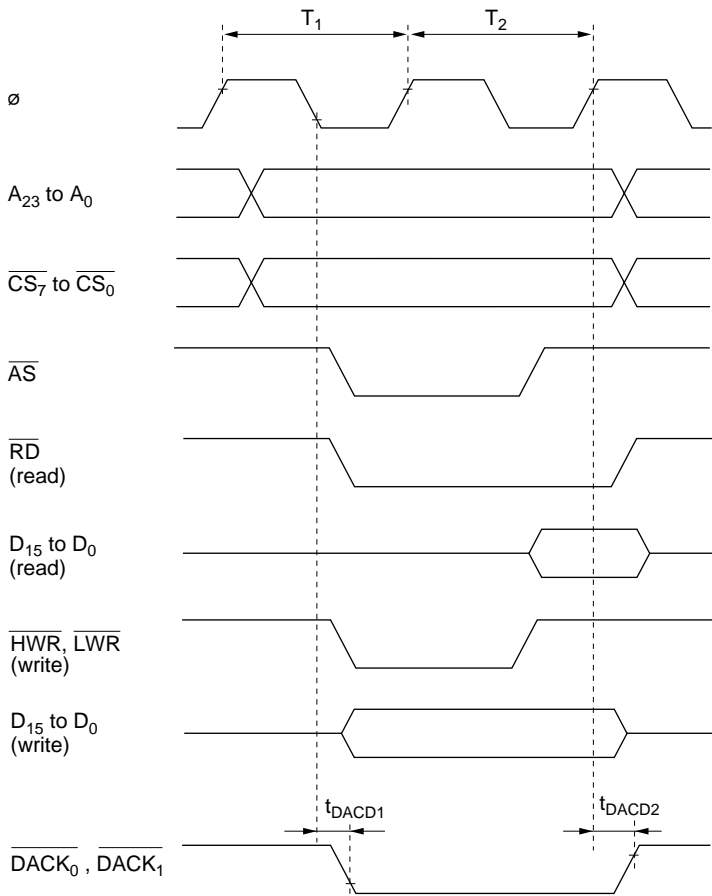 T1 T2
ø
A23 to A0
CS7 to CS0
AS
RD
(read)
D15 to D0
(read)
HWR, LWR
(write)
D15 to D0
(write)
tDACD1 tDACD2
DACK0 , DACK1